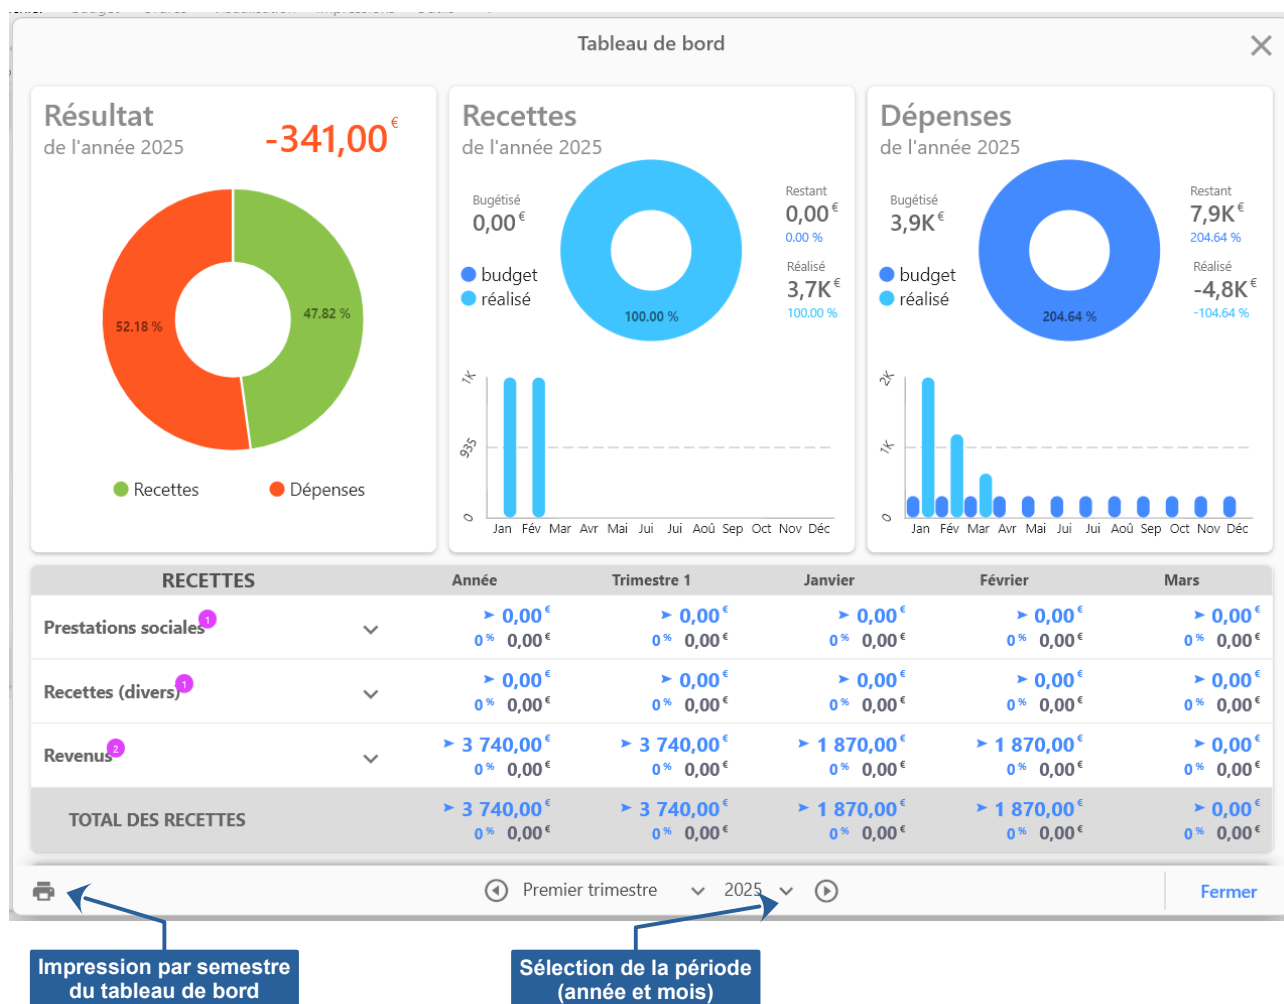 Tableau de bord
Résultat
de l'année 2025
-341,00 €
52.18 %
47.82 %
Recettes
Dépenses
Recettes
de l'année 2025
Bugétisé
0,00 €
budget
réalisé
100.00 %
Restant
0,00 €
0.00 %
Réalisé
3,7K €
100.00 %
1K
935
0
Jan Fév Mar Avr Mai Jui Jui Aoû Sep Oct Nov Déc
Dépenses
de l'année 2025
Bugétisé
3,9K €
budget
réalisé
204.64 %
Restant
7,9K €
204.64 %
Réalisé
-4,8K €
-104.64 %
2K
1K
0
Jan Fév Mar Avr Mai Jui Jui Aoû Sep Oct Nov Déc
RECETTES Année Trimestre 1 Janvier Février Mars
Prestations sociales 1
➤ 0,00 € ➤ 0,00 € ➤ 0,00 € ➤ 0,00 € ➤ 0,00 €
0 % 0,00 € 0 % 0,00 € 0 % 0,00 € 0 % 0,00 € 0 % 0,00 €
Recettes (divers) 1
➤ 0,00 € ➤ 0,00 € ➤ 0,00 € ➤ 0,00 € ➤ 0,00 €
0 % 0,00 € 0 % 0,00 € 0 % 0,00 € 0 % 0,00 € 0 % 0,00 €
Revenus 2
➤ 3 740,00 € ➤ 3 740,00 € ➤ 1 870,00 € ➤ 1 870,00 € ➤ 0,00 €
0 % 0,00 € 0 % 0,00 € 0 % 0,00 € 0 % 0,00 € 0 % 0,00 €
TOTAL DES RECETTES
➤ 3 740,00 € ➤ 3 740,00 € ➤ 1 870,00 € ➤ 1 870,00 € ➤ 0,00 €
0 % 0,00 € 0 % 0,00 € 0 % 0,00 € 0 % 0,00 € 0 % 0,00 €
Premier trimestre 2025
Fermer
Impression par semestre
du tableau de bord
Sélection de la période
(année et mois)